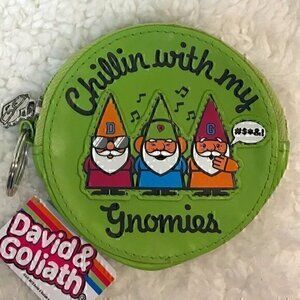 Chillin with my
D
G
#$*&!
Gnomies
David &
Goliath